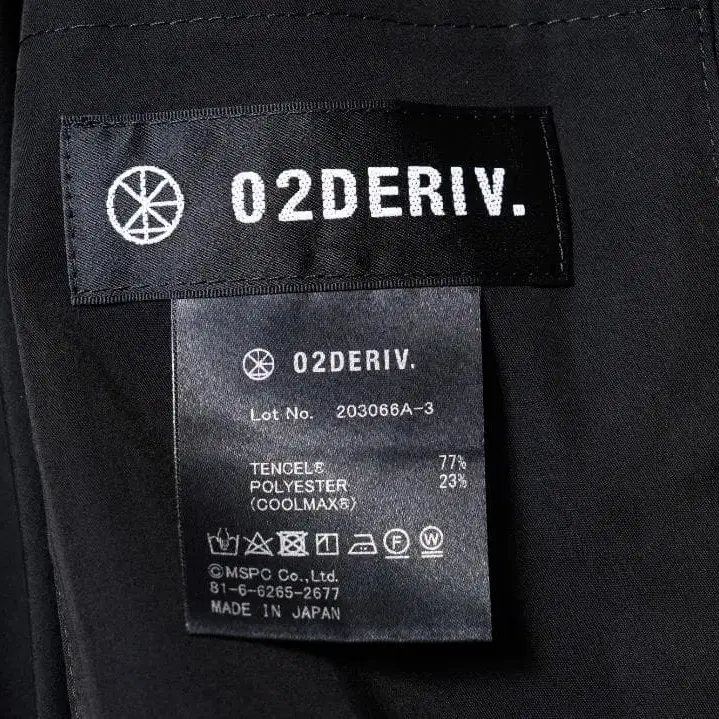 02DERIV.
02DERIV.
Lot No. 203066A-3
TENCEL® 77%
POLYESTER 23%
(COOLMAX®)
F W
©MSPC Co.,Ltd.
81-6-6265-2677
MADE IN JAPAN